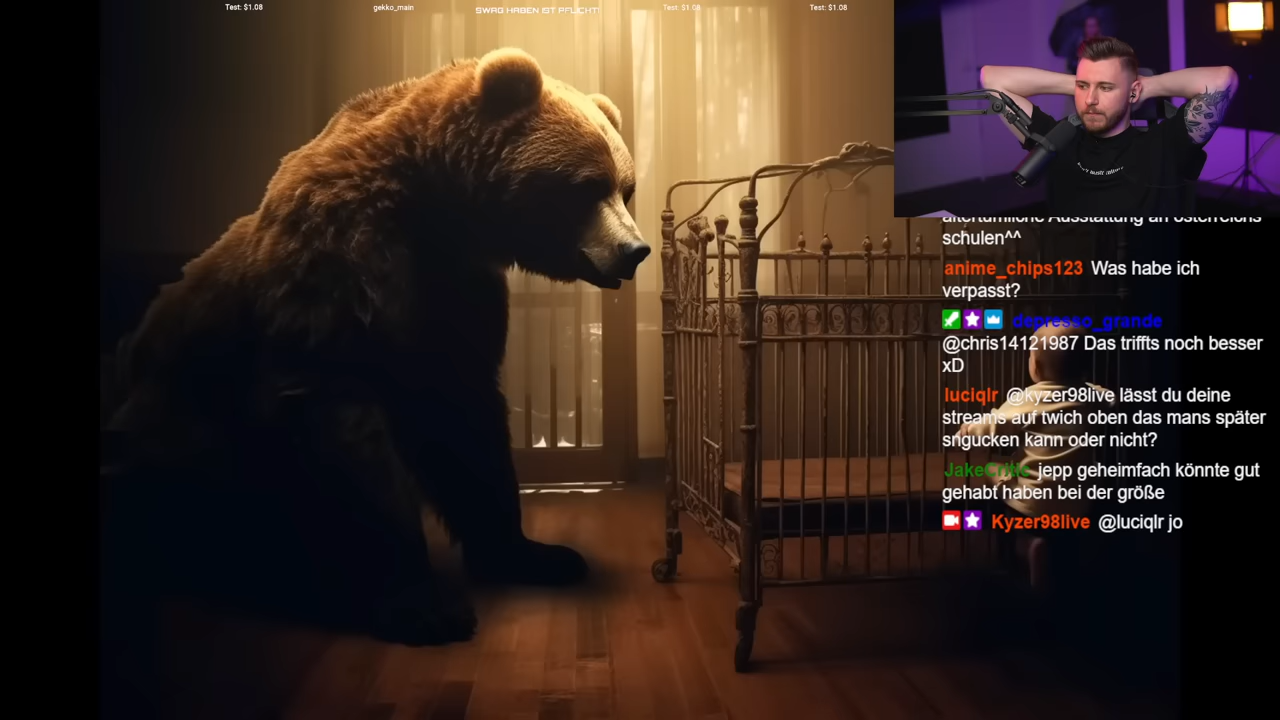 Test: $1.08
gekko_main
SWAG HABEN IST PFLICHT!
Test: $1.08
Test: $1.08
altertümliche Ausstattung an österreichs
schulen^^
anime_chips123 Was habe ich
verpasst?
depresso_grande
@chris14121987 Das triffts noch besser
xD
luciqlr @kyzer98live lässt du deine
streams auf twich oben das mans später
sngucken kann oder nicht?
JakeCritic jepp geheimfach könnte gut
gehabt haben bei der größe
Kyzer98live @luciqlr jo